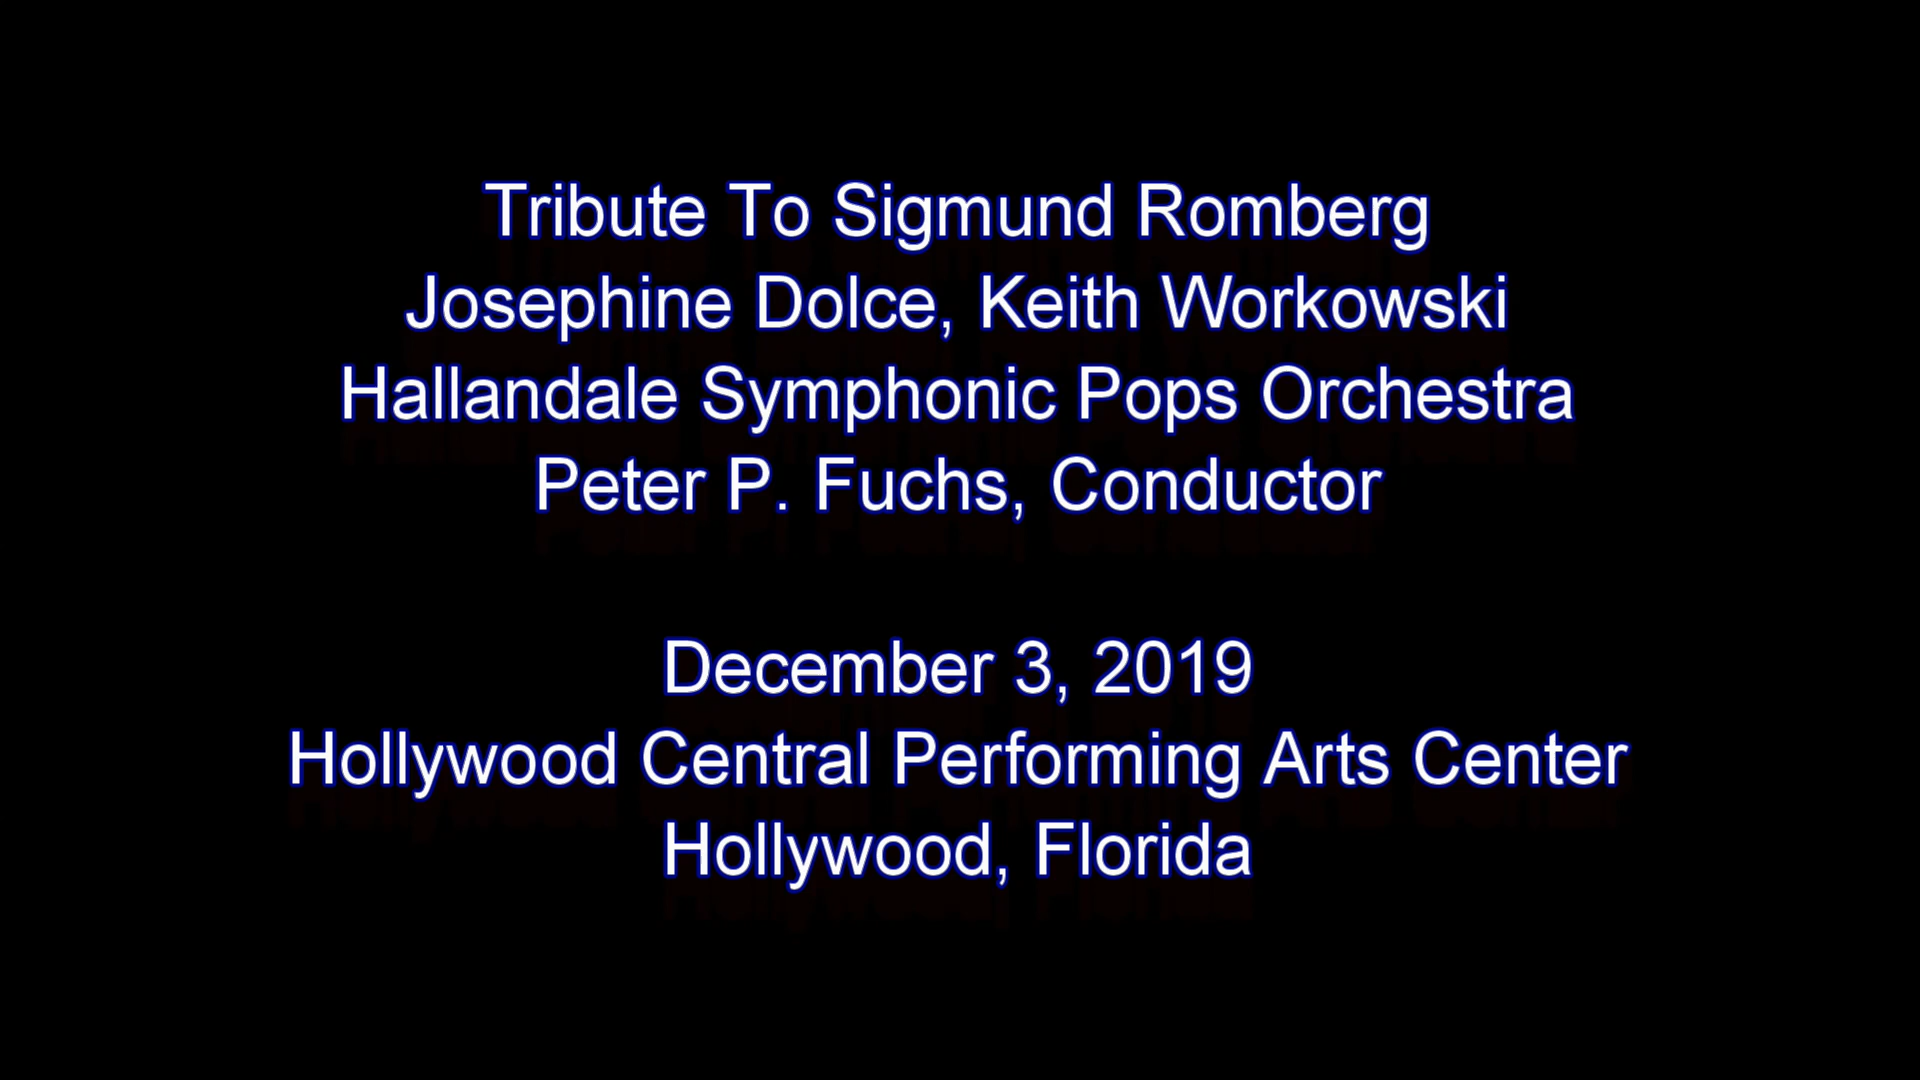 Tribute To Sigmund Romberg
Josephine Dolce, Keith Workowski
Hallandale Symphonic Pops Orchestra
Peter P. Fuchs, Conductor
December 3, 2019
Hollywood Central Performing Arts Center
Hollywood, Florida